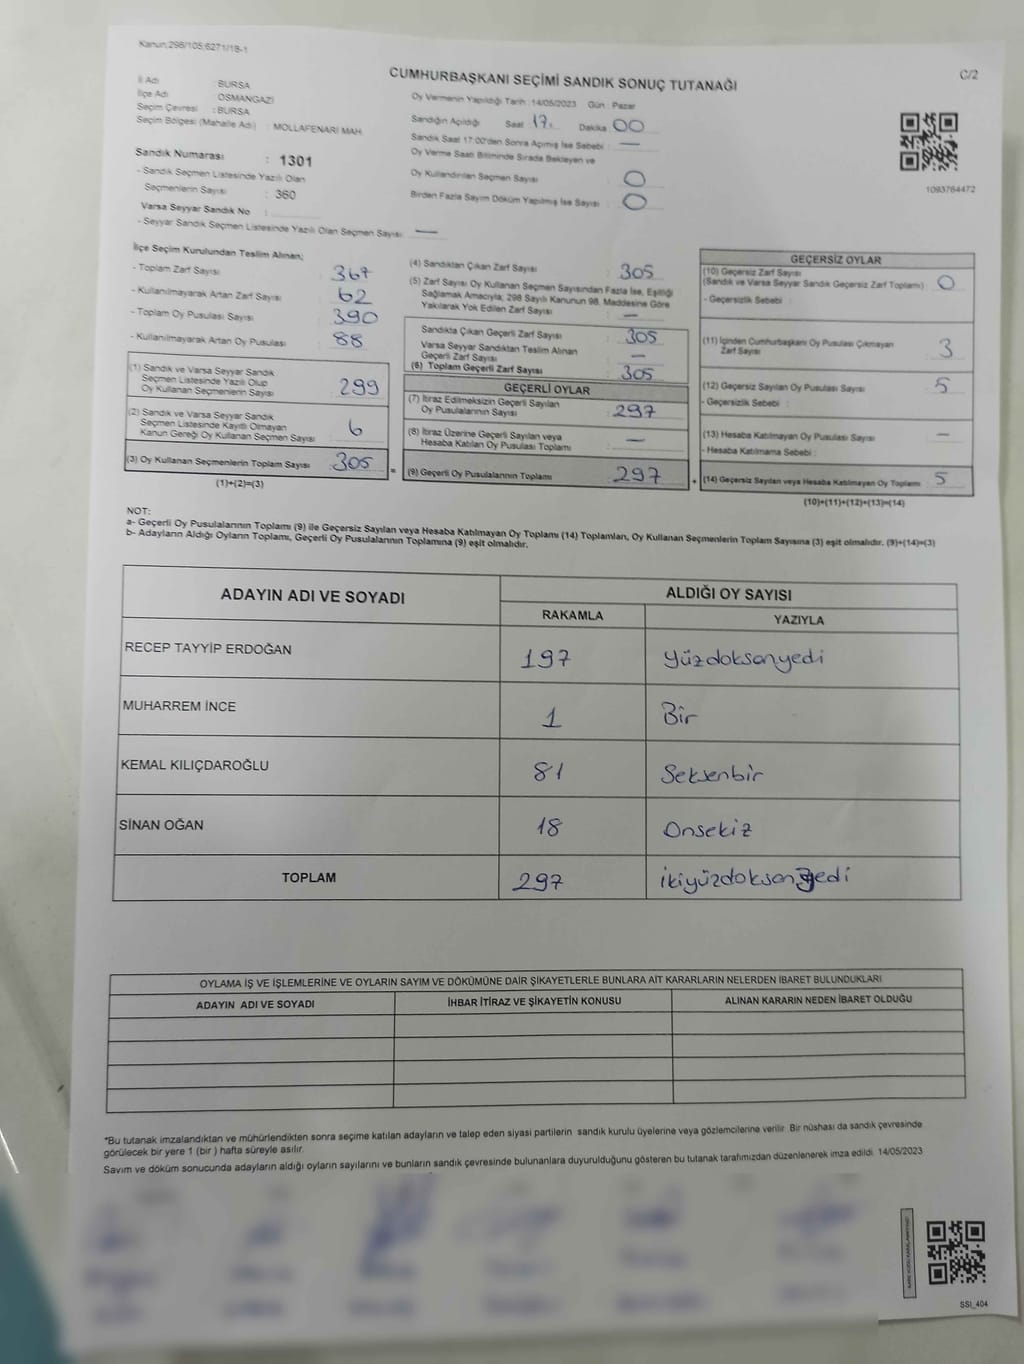 Kanun:298/105;6271/18-1
C/2
CUMHURBAŞKANI SEÇİMİ SANDIK SONUÇ TUTANAĞI
İl Adı : BURSA
İlçe Adı : OSMANGAZİ
Seçim Çevresi : BURSA
Seçim Bölgesi (Mahalle Adı) : MOLLAFENARİ MAH.
Sandık Numarası : 1301
- Sandık Seçmen Listesinde Yazılı Olan
Seçmenlerin Sayısı : 360
Varsa Seyyar Sandık No :
- Seyyar Sandık Seçmen Listesinde Yazılı Olan Seçmen Sayısı: —
Oy Vermenin Yapıldığı Tarih : 14/05/2023 Gün : Pazar
Sandığın Açıldığı Saat 17. Dakika 00
Sandık Saat 17:00'den Sonra Açımış İse Sebebi : —
Oy Verme Saati Bitiminde Sırada Bekleyen ve
Oy Kullandırılan Seçmen Sayısı : 0
Birden Fazla Sayım Döküm Yapılmış İse Sayısı : 0
1093764472
İlçe Seçim Kurulundan Teslim Alınan;
- Toplam Zarf Sayısı : 367
- Kullanılmayarak Artan Zarf Sayısı : 62
- Toplam Oy Pusulası Sayısı : 390
- Kullanılmayarak Artan Oy Pusulası : 88
(1) Sandık ve Varsa Seyyar Sandık
Seçmen Listesinde Yazılı Olup
Oy Kullanan Seçmenlerin Sayısı : 299
(2) Sandık ve Varsa Seyyar Sandık
Seçmen Listesinde Kayıtlı Olmayan
Kanun Gereği Oy Kullanan Seçmen Sayısı : 6
(3) Oy Kullanan Seçmenlerin Toplam Sayısı : 305
(1)+(2)=(3)
=
(4) Sandıktan Çıkan Zarf Sayısı : 305
(5) Zarf Sayısı Oy Kullanan Seçmen Sayısından Fazla İse, Eşitliği
Sağlamak Amacıyla; 298 Sayılı Kanunun 98. Maddesine Göre
Yakılarak Yok Edilen Zarf Sayısı : —
Sandıkta Çıkan Geçerli Zarf Sayısı : 305
Varsa Seyyar Sandıktan Teslim Alınan
Geçerli Zarf Sayısı : —
(6) Toplam Geçerli Zarf Sayısı : 305
GEÇERLİ OYLAR
(7) İtiraz Edilmeksizin Geçerli Sayılan
Oy Pusulalarının Sayısı : 297
(8) İtiraz Üzerine Geçerli Sayılan veya
Hesaba Katılan Oy Pusulası Toplamı : —
(9) Geçerli Oy Pusulalarının Toplamı : 297
+
GEÇERSİZ OYLAR
(10) Geçersiz Zarf Sayısı
(Sandık ve Varsa Seyyar Sandık Geçersiz Zarf Toplamı) : 0
- Geçersizlik Sebebi :
(11) İçinden Cumhurbaşkanı Oy Pusulası Çıkmayan
Zarf Sayısı : 3
(12) Geçersiz Sayılan Oy Pusulası Sayısı : 5
- Geçersizlik Sebebi :
(13) Hesaba Katılmayan Oy Pusulası Sayısı : —
- Hesaba Katılmama Sebebi :
(14) Geçersiz Sayılan veya Hesaba Katılmayan Oy Toplamı : 5
(10)+(11)+(12)+(13)=(14)
NOT:
a- Geçerli Oy Pusulalarının Toplamı (9) ile Geçersiz Sayılan veya Hesaba Katılmayan Oy Toplamı (14) Toplamları, Oy Kullanan Seçmenlerin Toplam Sayısına (3) eşit olmalıdır. (9)+(14)=(3)
b- Adayların Aldığı Oyların Toplamı, Geçerli Oy Pusulalarının Toplamına (9) eşit olmalıdır.
ADAYIN ADI VE SOYADI ALDIĞI OY SAYISI
RAKAMLA YAZIYLA
RECEP TAYYİP ERDOĞAN 197 Yüzdoksanyedi
MUHARREM İNCE 1 Bir
KEMAL KILIÇDAROĞLU 81 Seksenbir
SİNAN OĞAN 18 Onsekiz
TOPLAM 297 ikiyüzdoksanyedi
OYLAMA İŞ VE İŞLEMLERİNE VE OYLARIN SAYIM VE DÖKÜMÜNE DAİR ŞİKAYETLERLE BUNLARA AİT KARARLARIN NELERDEN İBARET BULUNDUKLARI
ADAYIN ADI VE SOYADI İHBAR İTİRAZ VE ŞİKAYETİN KONUSU ALINAN KARARIN NEDEN İBARET OLDUĞU
*Bu tutanak imzalandıktan ve mühürlendikten sonra seçime katılan adayların ve talep eden siyasi partilerin sandık kurulu üyelerine veya gözlemcilerine verilir. Bir nüshası da sandık çevresinde
görülecek bir yere 1 (bir ) hafta süreyle asılır.
Sayım ve döküm sonucunda adayların aldığı oyların sayılarını ve bunların sandık çevresinde bulunanlara duyurulduğunu gösteren bu tutanak tarafımızdan düzenlenerek imza edildi. 14/05/2023
SSI_404